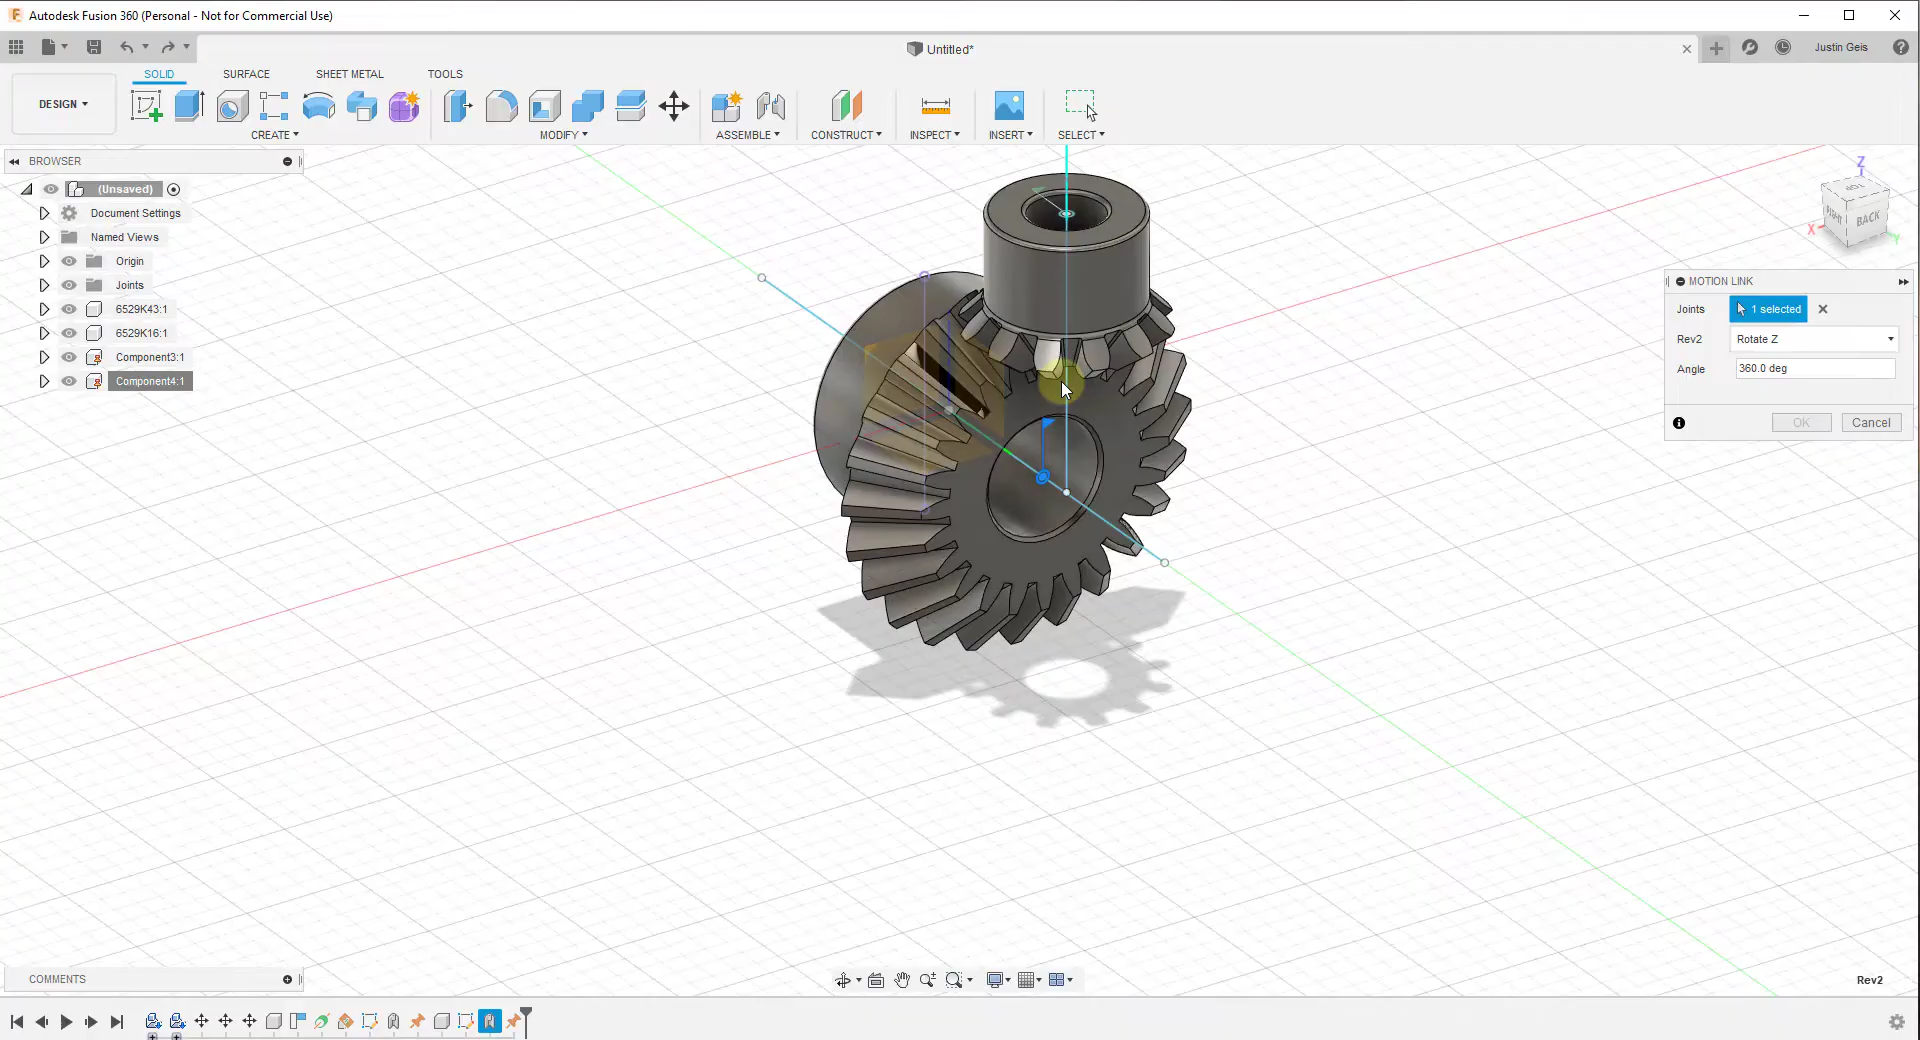 Autodesk Fusion 360 (Personal - Not for Commercial Use)
Untitled*
Justin Geis
DESIGN
SOLID
SURFACE
SHEET METAL
TOOLS
CREATE
MODIFY
ASSEMBLE
CONSTRUCT
INSPECT
INSERT
SELECT
BROWSER
(Unsaved)
Document Settings
Named Views
Origin
Joints
6529K43:1
6529K16:1
Component3:1
Component4:1
Z
TOP
RIGHT
BACK
X
Y
MOTION LINK
Joints 1 selected
Rev2 Rotate Z
Angle 360.0 deg
OK Cancel
COMMENTS
Rev2